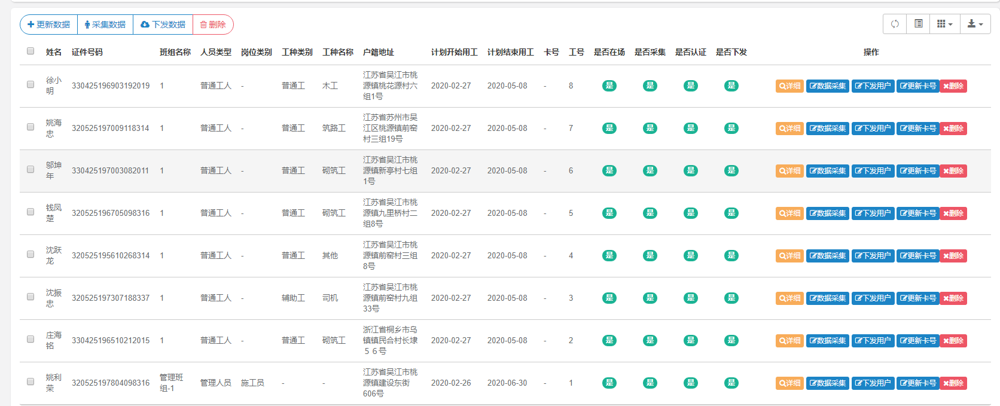 更新数据 采集数据 下发数据 删除
姓名 证件号码 班组名称 人员类型 岗位类别 工种类别 工种名称 户籍地址 计划开始用工 计划结束用工 卡号 工号 是否在场 是否采集 是否认证 是否下发 操作
徐小明 330425196903192019 1 普通工人 - 普通工 木工 江苏省吴江市桃源镇桃花源村六组1号 2020-02-27 2020-05-08 - 8 是 是 是 是 详细 数据采集 下发用户 更新卡号 删除
姚海忠 320525197009118314 1 普通工人 - 普通工 筑路工 江苏省苏州市吴江区桃源镇前窑村三组19号 2020-02-27 2020-05-08 - 7 是 是 是 是 详细 数据采集 下发用户 更新卡号 删除
邬坤年 330425197003082011 1 普通工人 - 普通工 砌筑工 江苏省吴江市桃源镇新亭村七组1号 2020-02-27 2020-05-08 - 6 是 是 是 是 详细 数据采集 下发用户 更新卡号 删除
钱凤楚 320525196705098316 1 普通工人 - 普通工 砌筑工 江苏省吴江市桃源镇九里桥村二组8号 2020-02-27 2020-05-08 - 5 是 是 是 是 详细 数据采集 下发用户 更新卡号 删除
沈跃龙 320525195610268314 1 普通工人 - 普通工 其他 江苏省吴江市桃源镇前窑村三组8号 2020-02-27 2020-05-08 - 4 是 是 是 是 详细 数据采集 下发用户 更新卡号 删除
沈振忠 320525197307188337 1 普通工人 - 辅助工 司机 江苏省吴江市桃源镇前窑村九组33号 2020-02-27 2020-05-08 - 3 是 是 是 是 详细 数据采集 下发用户 更新卡号 删除
庄海铭 330425196510212015 1 普通工人 - 普通工 砌筑工 浙江省桐乡市乌镇镇民合村长埭５６号 2020-02-27 2020-05-08 - 2 是 是 是 是 详细 数据采集 下发用户 更新卡号 删除
姚利荣 320525197804098316 管理班组-1 管理人员 施工员 - - 江苏省吴江市桃源镇建设东街606号 2020-02-26 2020-06-30 - 1 是 是 是 是 详细 数据采集 下发用户 更新卡号 删除